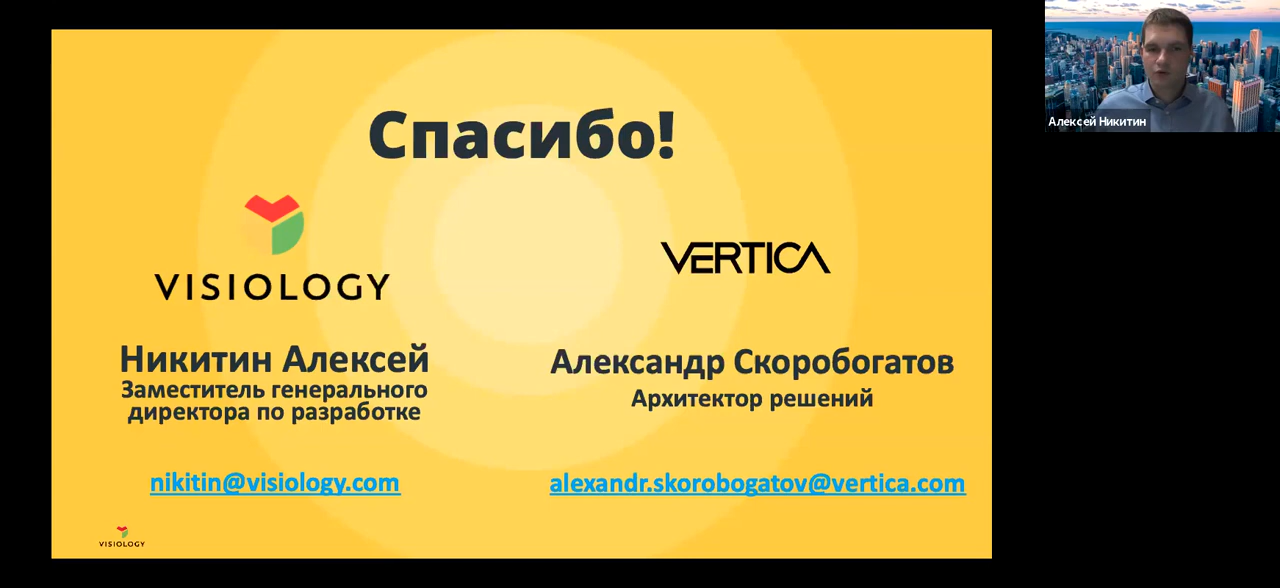 Спасибо!
VISIOLOGY
VERTICA
Никитин Алексей
Заместитель генерального
директора по разработке
nikitin@visiology.com
Александр Скоробогатов
Архитектор решений
alexandr.skorobogatov@vertica.com
VISIOLOGY
Алексей Никитин